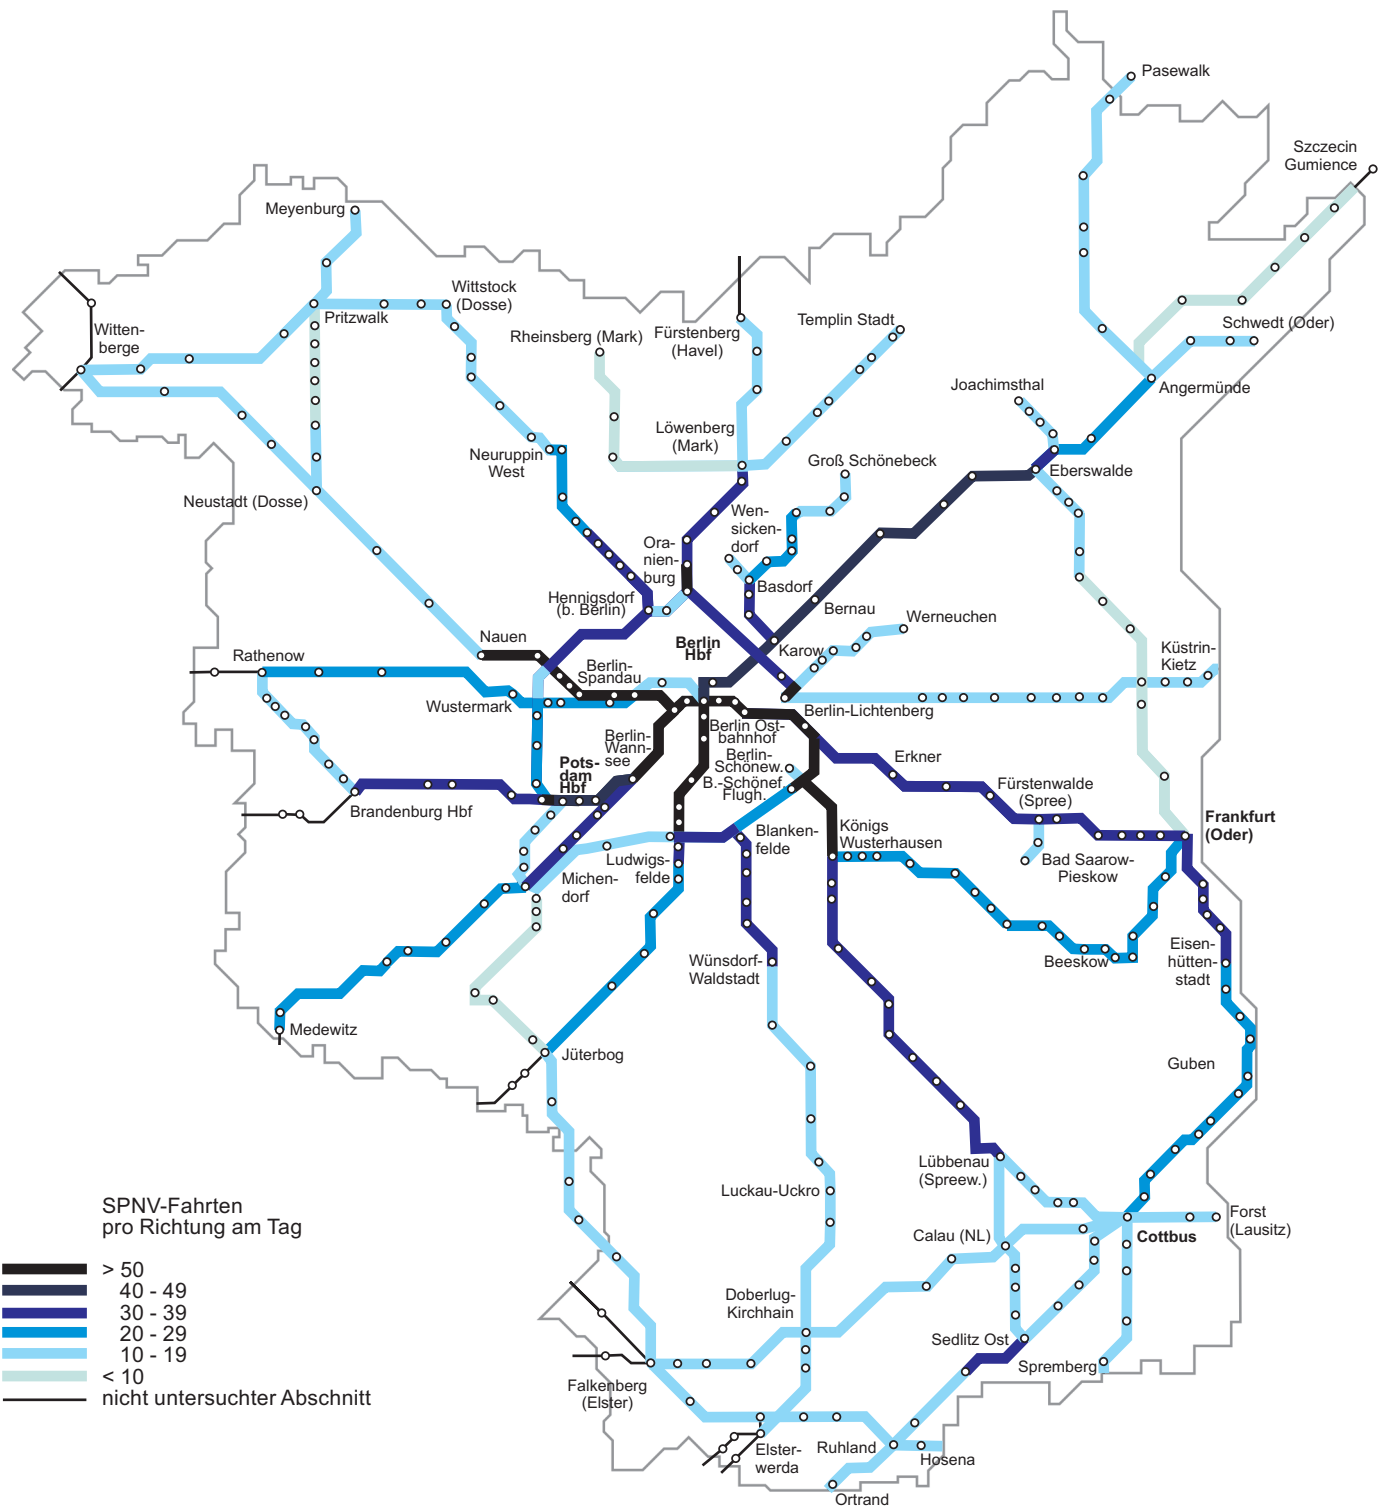 Pasewalk
Szczecin
Gumience
Meyenburg
Wittstock
(Dosse)
Pritzwalk
Witten-
berge
Rheinsberg (Mark)
Fürstenberg
(Havel)
Templin Stadt
Schwedt (Oder)
Joachimsthal
Angermünde
Löwenberg
(Mark)
Neuruppin
West
Groß Schönebeck
Eberswalde
Neustadt (Dosse)
Wen-
sicken-
dorf
Ora-
nien-
burg
Basdorf
Hennigsdorf
(b. Berlin)
Bernau
Werneuchen
Nauen
Berlin
Hbf
Karow
Küstrin-
Kietz
Rathenow
Berlin-
Spandau
Wustermark
Berlin-Lichtenberg
Berlin Ost-
bahnhof
Berlin-
Wann-
see
Berlin-
Schönew.
B.-Schönef.
Flugh.
Erkner
Pots-
dam
Hbf
Fürstenwalde
(Spree)
Brandenburg Hbf
Frankfurt
(Oder)
Blanken-
felde
Königs
Wusterhausen
Ludwigs-
felde
Bad Saarow-
Pieskow
Michen-
dorf
Wünsdorf-
Waldstadt
Beeskow
Eisen-
hütten-
stadt
Medewitz
Jüterbog
Guben
Lübbenau
(Spreew.)
Luckau-Uckro
Forst
(Lausitz)
Calau (NL)
Cottbus
SPNV-Fahrten
pro Richtung am Tag
> 50
40 - 49
30 - 39
20 - 29
10 - 19
< 10
nicht untersuchter Abschnitt
Doberlug-
Kirchhain
Sedlitz Ost
Spremberg
Falkenberg
(Elster)
Elster-
werda
Ruhland
Hosena
Ortrand